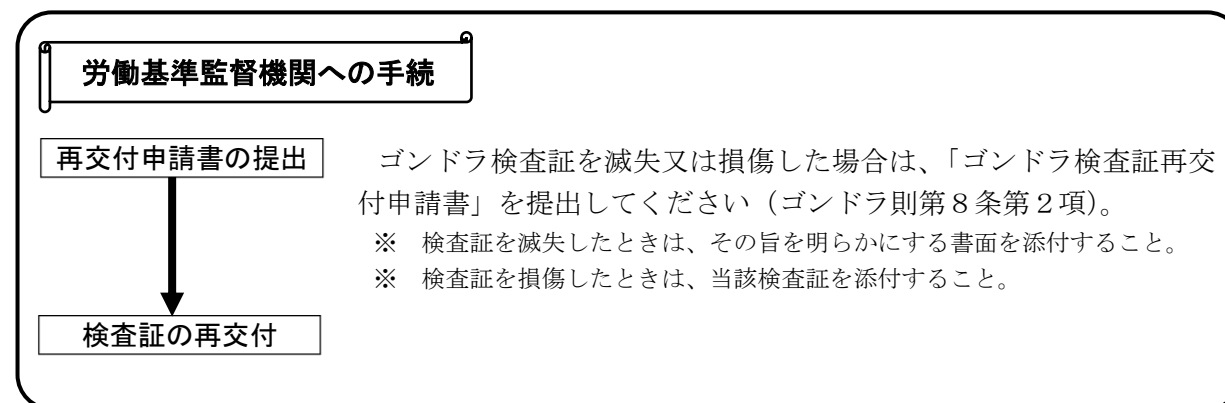 労働基準監督機関への手続
再交付申請書の提出
ゴンドラ検査証を滅失又は損傷した場合は、「ゴンドラ検査証再交
付申請書」を提出してください（ゴンドラ則第８条第２項）。
※　検査証を滅失したときは、その旨を明らかにする書面を添付すること。
※　検査証を損傷したときは、当該検査証を添付すること。
検査証の再交付